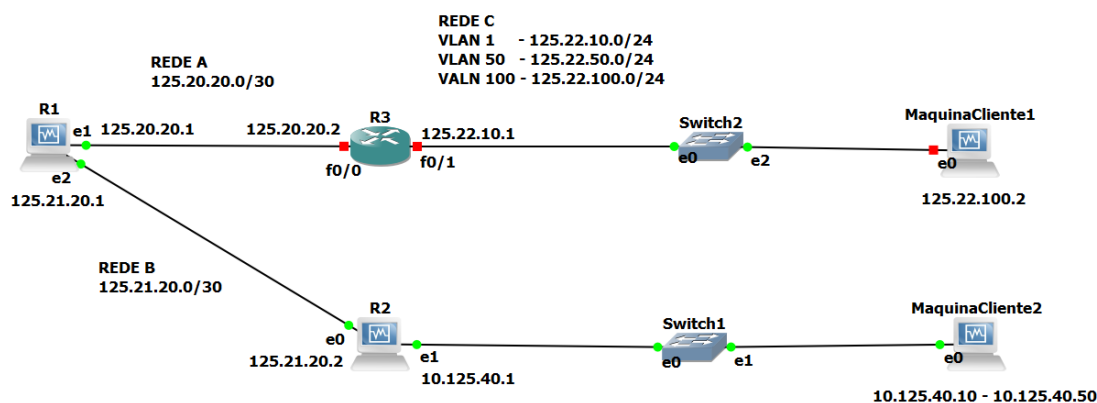 REDE C
VLAN 1 - 125.22.10.0/24
VLAN 50 - 125.22.50.0/24
VALN 100 - 125.22.100.0/24
REDE A
125.20.20.0/30
R1
e1
125.20.20.1
125.20.20.2
R3
125.22.10.1
f0/0
f0/1
Switch2
e0
e2
MaquinaCliente1
e0
125.22.100.2
e2
125.21.20.1
REDE B
125.21.20.0/30
R2
e0
125.21.20.2
e1
10.125.40.1
Switch1
e0
e1
MaquinaCliente2
e0
10.125.40.10 - 10.125.40.50